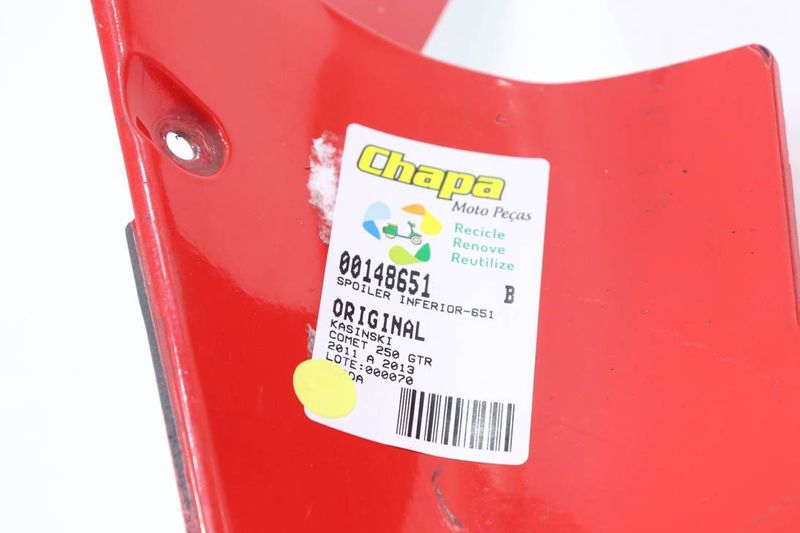 Chapa
Moto Peças
Recicle
Renove
Reutilize
00148651 B
SPOILER INFERIOR-651
ORIGINAL
KASINSKI
COMET 250 GTR
2011 A 2013
LOTE:000070